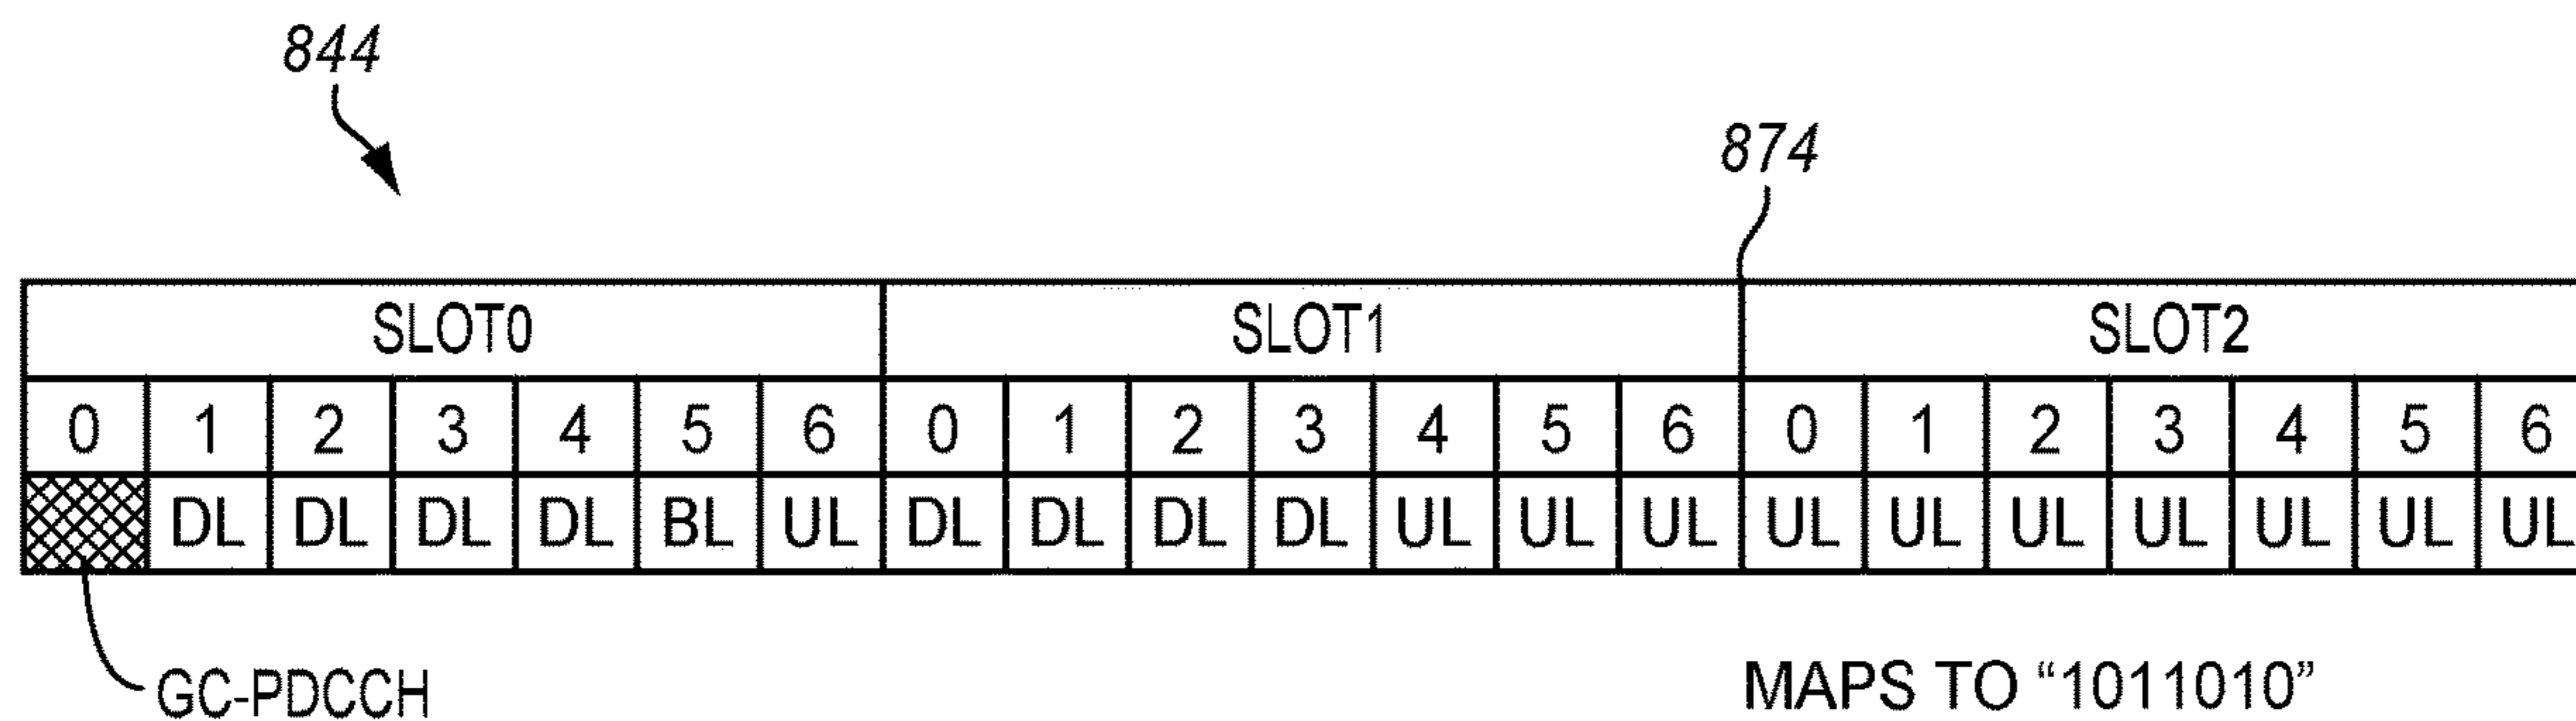 844
874
SLOT0 SLOT1 SLOT2
0 1 2 3 4 5 6 0 1 2 3 4 5 6 0 1 2 3 4 5 6
DL DL DL DL BL UL DL DL DL DL UL UL UL UL UL UL UL UL UL UL
GC-PDCCH
MAPS TO “1011010”